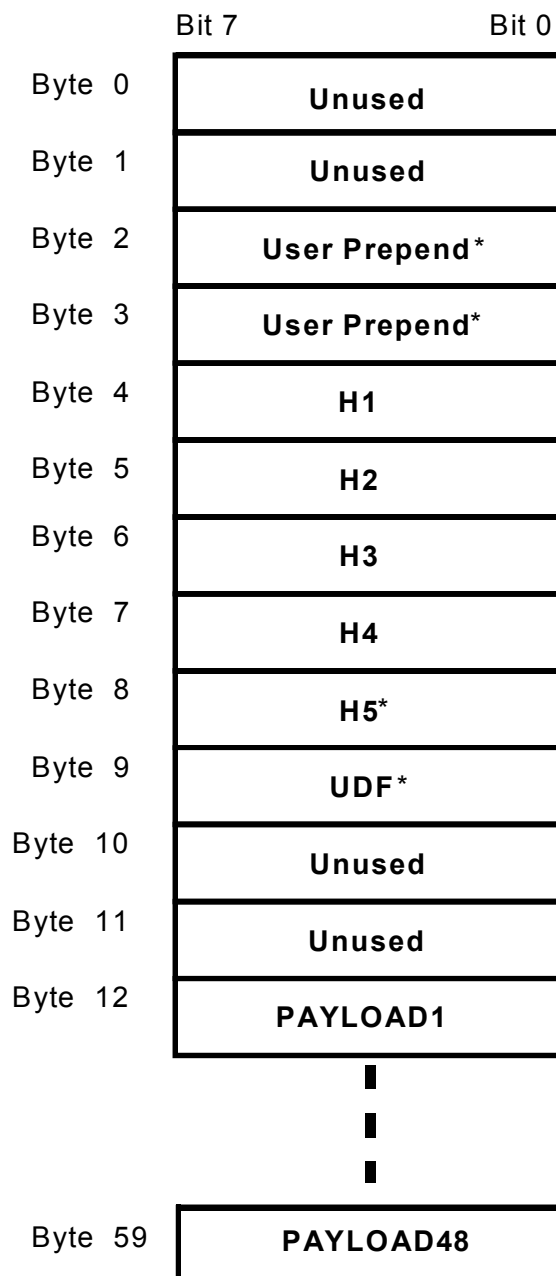 Bit 7 Bit 0
Byte 0 Unused
Byte 1 Unused
Byte 2 User Prepend*
Byte 3 User Prepend*
Byte 4 H1
Byte 5 H2
Byte 6 H3
Byte 7 H4
Byte 8 H5*
Byte 9 UDF*
Byte 10 Unused
Byte 11 Unused
Byte 12 PAYLOAD1
Byte 59 PAYLOAD48